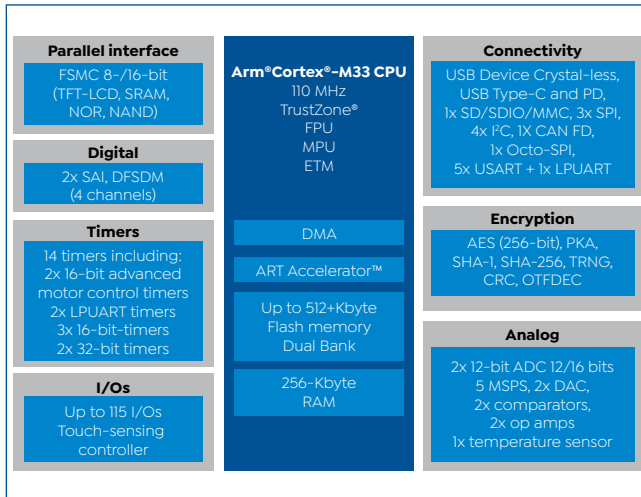 Parallel interface
FSMC 8-/16-bit
(TFT-LCD, SRAM,
NOR, NAND)
Digital
2x SAI, DFSDM
(4 channels)
Timers
14 timers including:
2x 16-bit advanced
motor control timers
2x LPUART timers
3x 16-bit-timers
2x 32-bit timers
I/Os
Up to 115 I/Os
Touch-sensing
controller
Arm®Cortex®-M33 CPU
110 MHz
TrustZone®
FPU
MPU
ETM
DMA
ART Accelerator™
Up to 512+Kbyte
Flash memory
Dual Bank
256-Kbyte
RAM
Connectivity
USB Device Crystal-less,
USB Type-C and PD,
1x SD/SDIO/MMC, 3x SPI,
4x I²C, 1X CAN FD,
1x Octo-SPI,
5x USART + 1x LPUART
Encryption
AES (256-bit), PKA,
SHA-1, SHA-256, TRNG,
CRC, OTFDEC
Analog
2x 12-bit ADC 12/16 bits
5 MSPS, 2x DAC,
2x comparators,
2x op amps
1x temperature sensor